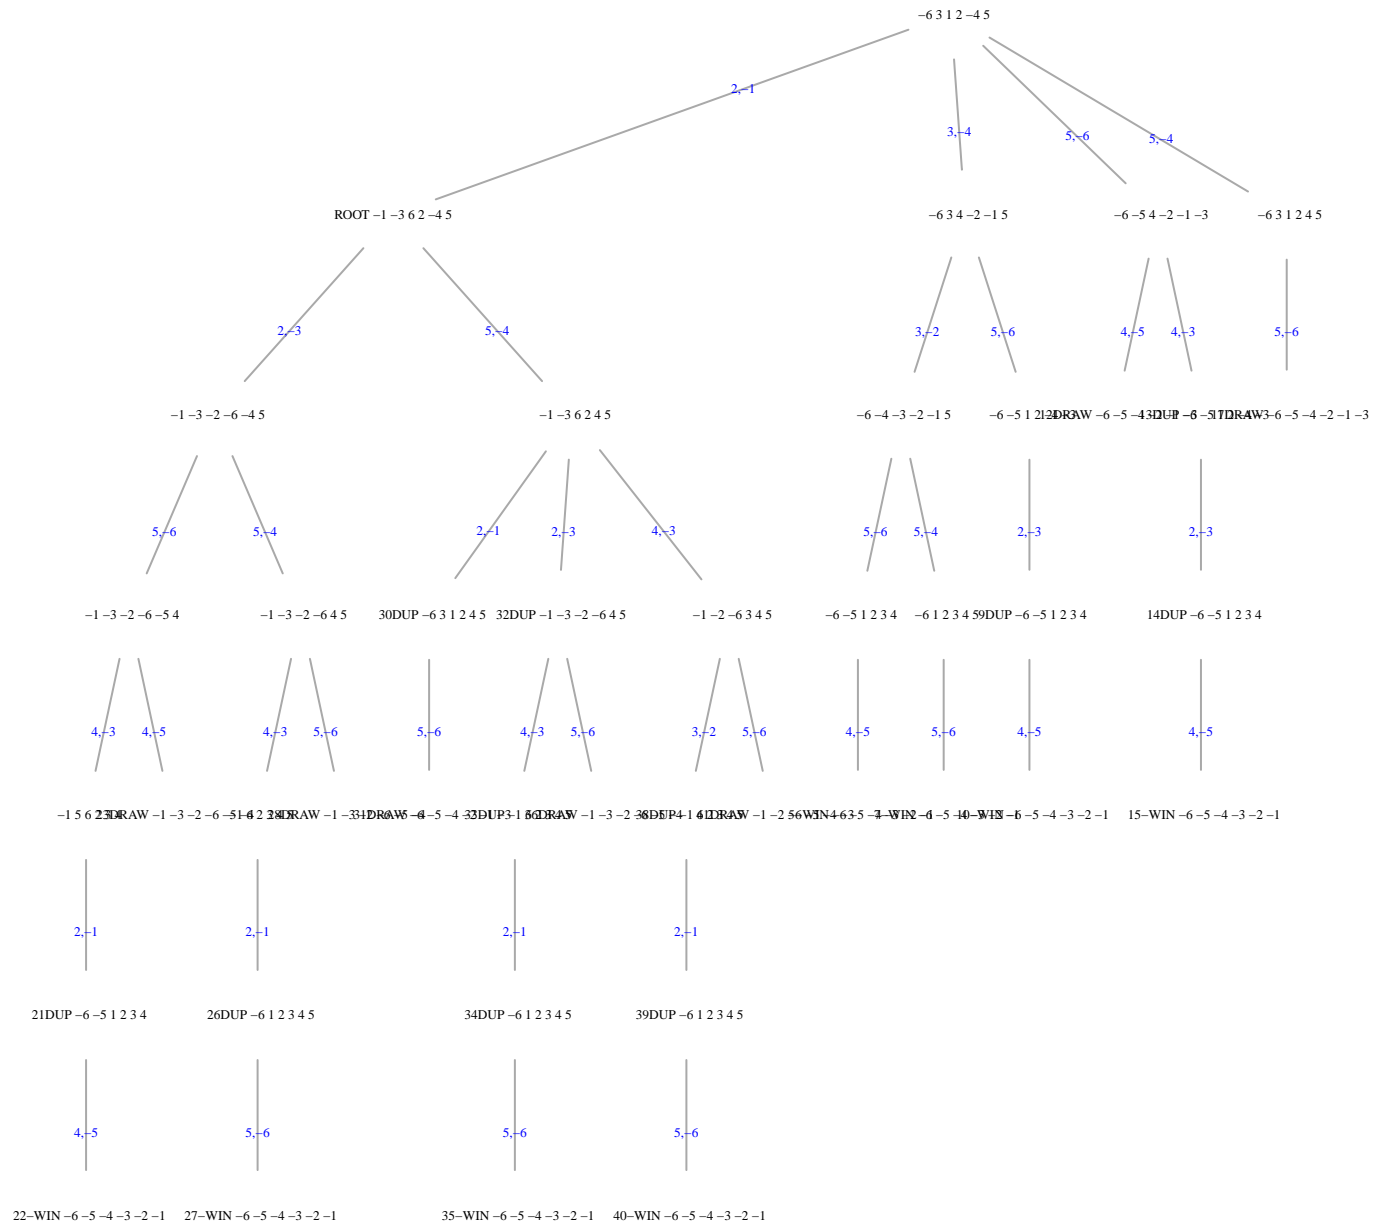 −6 3 1 2 −4 5
2,−1
3,−4
5,−6
5,−4
ROOT −1 −3 6 2 −4 5
−6 3 4 −2 −1 5
−6 −5 4 −2 −1 −3
−6 3 1 2 4 5
2,−3
5,−4
3,−2
5,−6
4,−5
4,−3
5,−6
−1 −3 −2 −6 −4 5
−1 −3 6 2 4 5
−6 −4 −3 −2 −1 5
−6 −5 1 2
−6 −5 −4 −2 −1 −3
5,−6
5,−4
2,−1
2,−3
4,−3
5,−6
5,−4
2,−3
2,−3
−1 −3 −2 −6 −5 4
−1 −3 −2 −6 4 5
30DUP −6 3 1 2 4 5
32DUP −1 −3 −2 −6 4 5
−1 −2 −6 3 4 5
−6 −5 1 2 3 4
−6 1 2 3 4 5
9DUP −6 −5 1 2 3 4
14DUP −6 −5 1 2 3 4
4,−3
4,−5
4,−3
5,−6
5,−6
4,−3
5,−6
3,−2
5,−6
4,−5
5,−6
4,−5
4,−5
−1 5 6
15−WIN −6 −5 −4 −3 −2 −1
2,−1
2,−1
2,−1
2,−1
21DUP −6 −5 1 2 3 4
26DUP −6 1 2 3 4 5
34DUP −6 1 2 3 4 5
39DUP −6 1 2 3 4 5
4,−5
5,−6
5,−6
5,−6
22−WIN −6 −5 −4 −3 −2 −1
27−WIN −6 −5 −4 −3 −2 −1
35−WIN −6 −5 −4 −3 −2 −1
40−WIN −6 −5 −4 −3 −2 −1